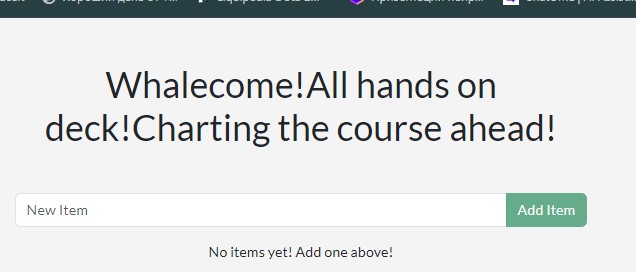 Whalecome!All hands on
deck!Charting the course ahead!
New Item
Add Item
No items yet! Add one above!